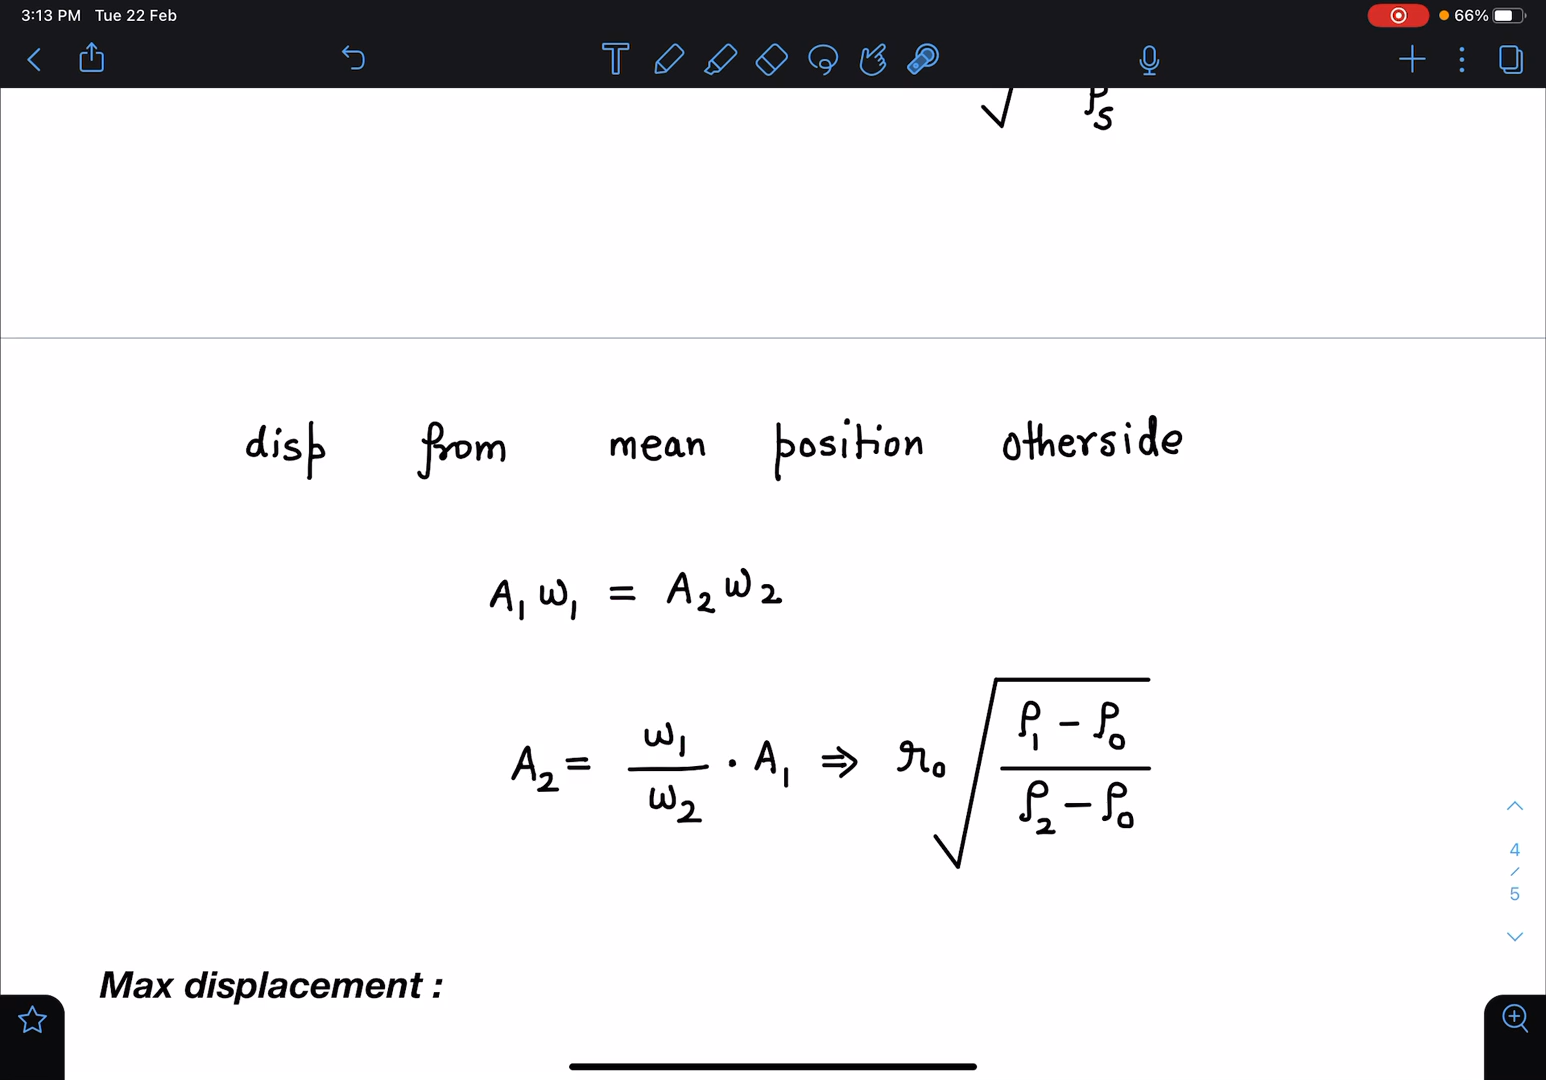 3:13 PM Tue 22 Feb 66%
T
√ ρ_s
disp from mean position otherside
A₁ω₁ = A₂ω₂
A₂ = ω₁/ω₂ · A₁ ⇒ r₀ √((ρ₁ - ρ₀)/(ρ₂ - ρ₀))
4
/
5
Max displacement :